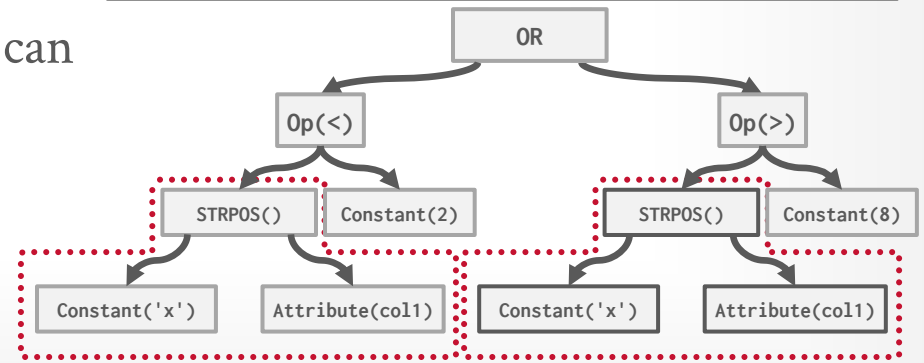 can
OR
Op(<)
Op(>)
STRPOS()
Constant(2)
STRPOS()
Constant(8)
Constant('x')
Attribute(col1)
Constant('x')
Attribute(col1)